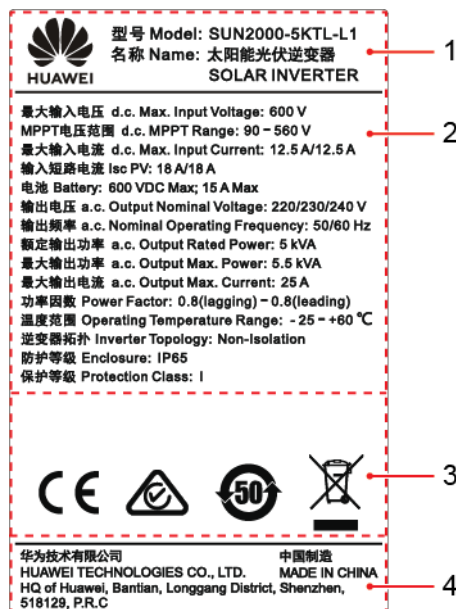 型号 Model: SUN2000-5KTL-L1
名称 Name: 太阳能光伏逆变器
SOLAR INVERTER
HUAWEI
1
最大输入电压 d.c. Max. Input Voltage: 600 V
MPPT电压范围 d.c. MPPT Range: 90 - 560 V
最大输入电流 d.c. Max. Input Current: 12.5 A/12.5 A
输入短路电流 Isc PV: 18 A/18 A
电池 Battery: 600 VDC Max; 15 A Max
输出电压 a.c. Output Nominal Voltage: 220/230/240 V
输出频率 a.c. Nominal Operating Frequency: 50/60 Hz
额定输出功率 a.c. Output Rated Power: 5 kVA
最大输出功率 a.c. Output Max. Power: 5.5 kVA
最大输出电流 a.c. Output Max. Current: 25 A
功率因数 Power Factor: 0.8(lagging) - 0.8(leading)
温度范围 Operating Temperature Range: - 25 - +60 ℃
逆变器拓扑 Inverter Topology: Non-Isolation
防护等级 Enclosure: IP65
保护等级 Protection Class: I
2
CE
50
3
华为技术有限公司 中国制造
HUAWEI TECHNOLOGIES CO., LTD. MADE IN CHINA
HQ of Huawei, Bantian, Longgang District, Shenzhen,
518129, P.R.C
4